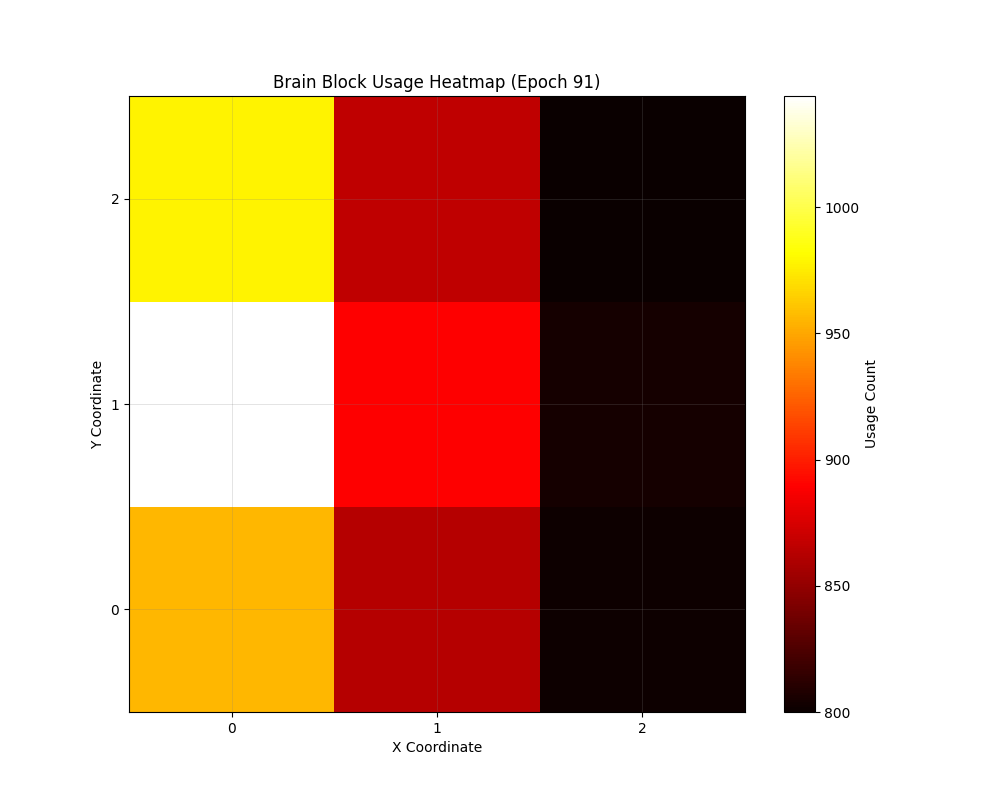 Brain Block Usage Heatmap (Epoch 91)
2
1
0
Y Coordinate
0
1
2
X Coordinate
1000
950
900
850
800
Usage Count